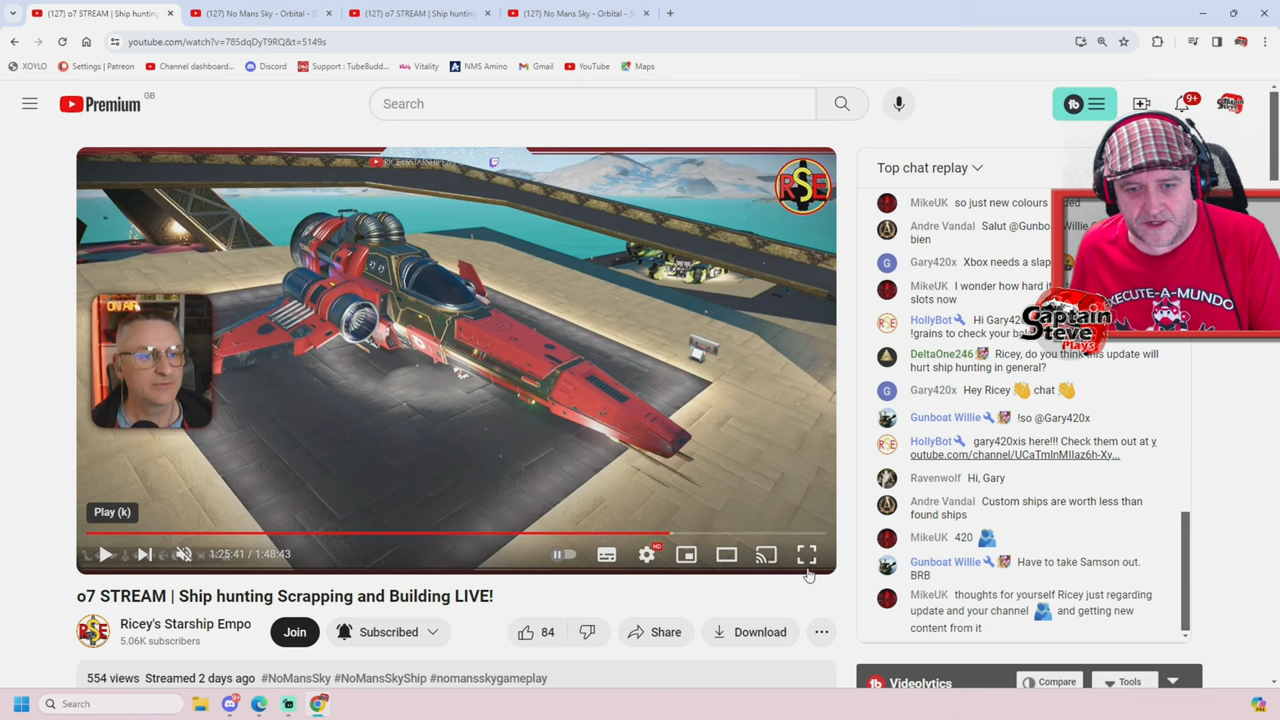 (127) o7 STREAM | Ship hunting
(127) No Mans Sky - Orbital - S
(127) o7 STREAM | Ship hunting
(127) No Mans Sky - Orbital - S
youtube.com/watch?v=785dqDyT9RQ&t=5149s
XOYLO
Settings | Patreon
Channel dashboard...
Discord
Support : TubeBudd...
Vitality
NMS Amino
Gmail
YouTube
Maps
Premium GB
Search
9+
RICEYSSTARSHIPEMPO
RSE
ON AIR
Play (k)
1:25:41 / 1:48:43
HD
o7 STREAM | Ship hunting Scrapping and Building LIVE!
Ricey's Starship Empo
5.06K subscribers
Join
Subscribed
84
Share
Download
554 views Streamed 2 days ago #NoMansSky #NoMansSkyShip #nomansskygameplay
Top chat replay
MikeUK so just new colours
Andre Vandal Salut @Gunbo
bien
Gary420x Xbox needs a slap
MikeUK I wonder how hard i
slots now
HollyBot Hi Gary42
!grains to check your ba
DeltaOne246 Ricey, do you think this update will
hurt ship hunting in general?
Gary420x Hey Ricey chat
Gunboat Willie !so @Gary420x
HollyBot gary420xis here!!! Check them out at y
outube.com/channel/UCaTmInMIIaz6h-Xy...
Ravenwolf Hi, Gary
Andre Vandal Custom ships are worth less than
found ships
MikeUK 420
Gunboat Willie Have to take Samson out.
BRB
MikeUK thoughts for yourself Ricey just regarding
update and your channel and getting new
content from it
EXECUTE-A-MUNDO
Captain
Steve
Plays
Videolytics
Compare
Tools
Search